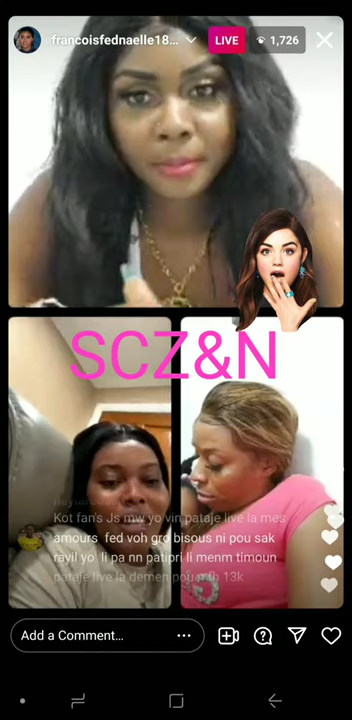 francoisfednaelle18...
LIVE
1,726
SCZ&N
Kot fan's Js mw yo vin pataje live la mes
amours fed voh gro bisous ni pou sak
rayil yo li pa nn patipri li menm timoun
pataje live la demen pou m fb 13k
Add a Comment...